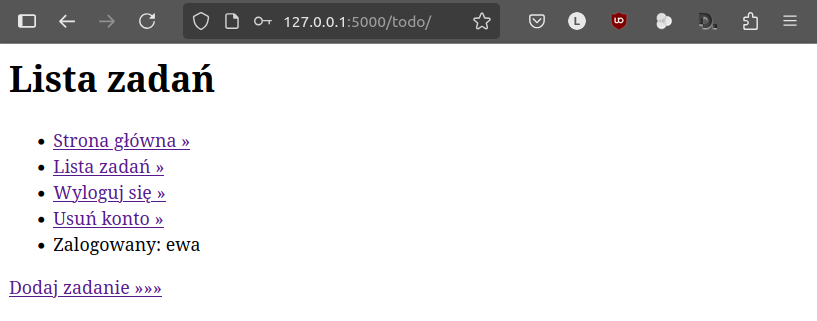 127.0.0.1:5000/todo/
L
Lista zadań
Strona główna »
Lista zadań »
Wyloguj się »
Usuń konto »
Zalogowany: ewa
Dodaj zadanie »»»